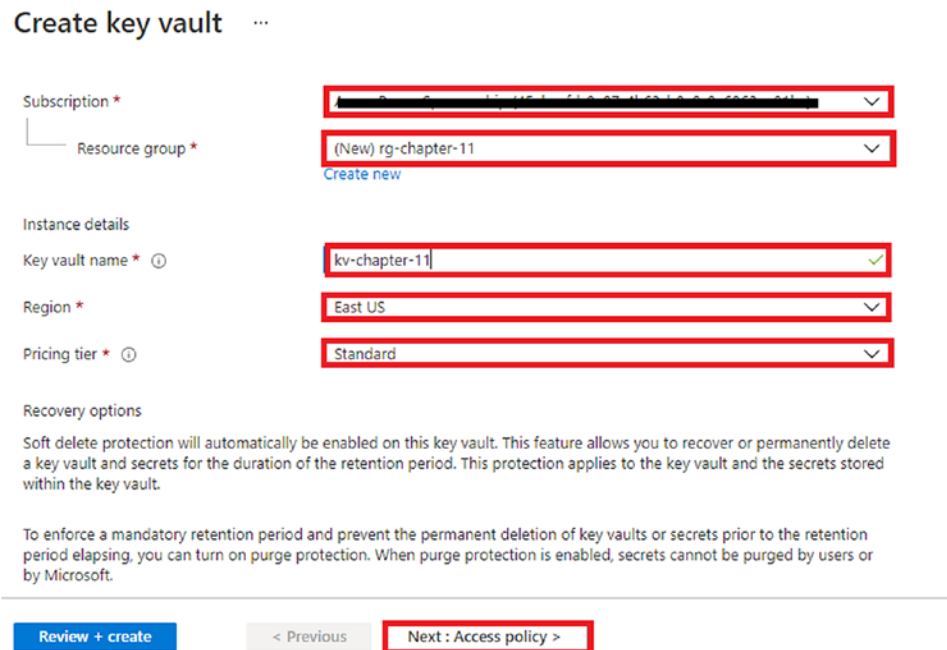 Create key vault ...
Subscription *
Resource group *
(New) rg-chapter-11
Create new
Instance details
Key vault name *
kv-chapter-11
Region *
East US
Pricing tier *
Standard
Recovery options
Soft delete protection will automatically be enabled on this key vault. This feature allows you to recover or permanently delete
a key vault and secrets for the duration of the retention period. This protection applies to the key vault and the secrets stored
within the key vault.
To enforce a mandatory retention period and prevent the permanent deletion of key vaults or secrets prior to the retention
period elapsing, you can turn on purge protection. When purge protection is enabled, secrets cannot be purged by users or
by Microsoft.
Review + create
< Previous
Next : Access policy >